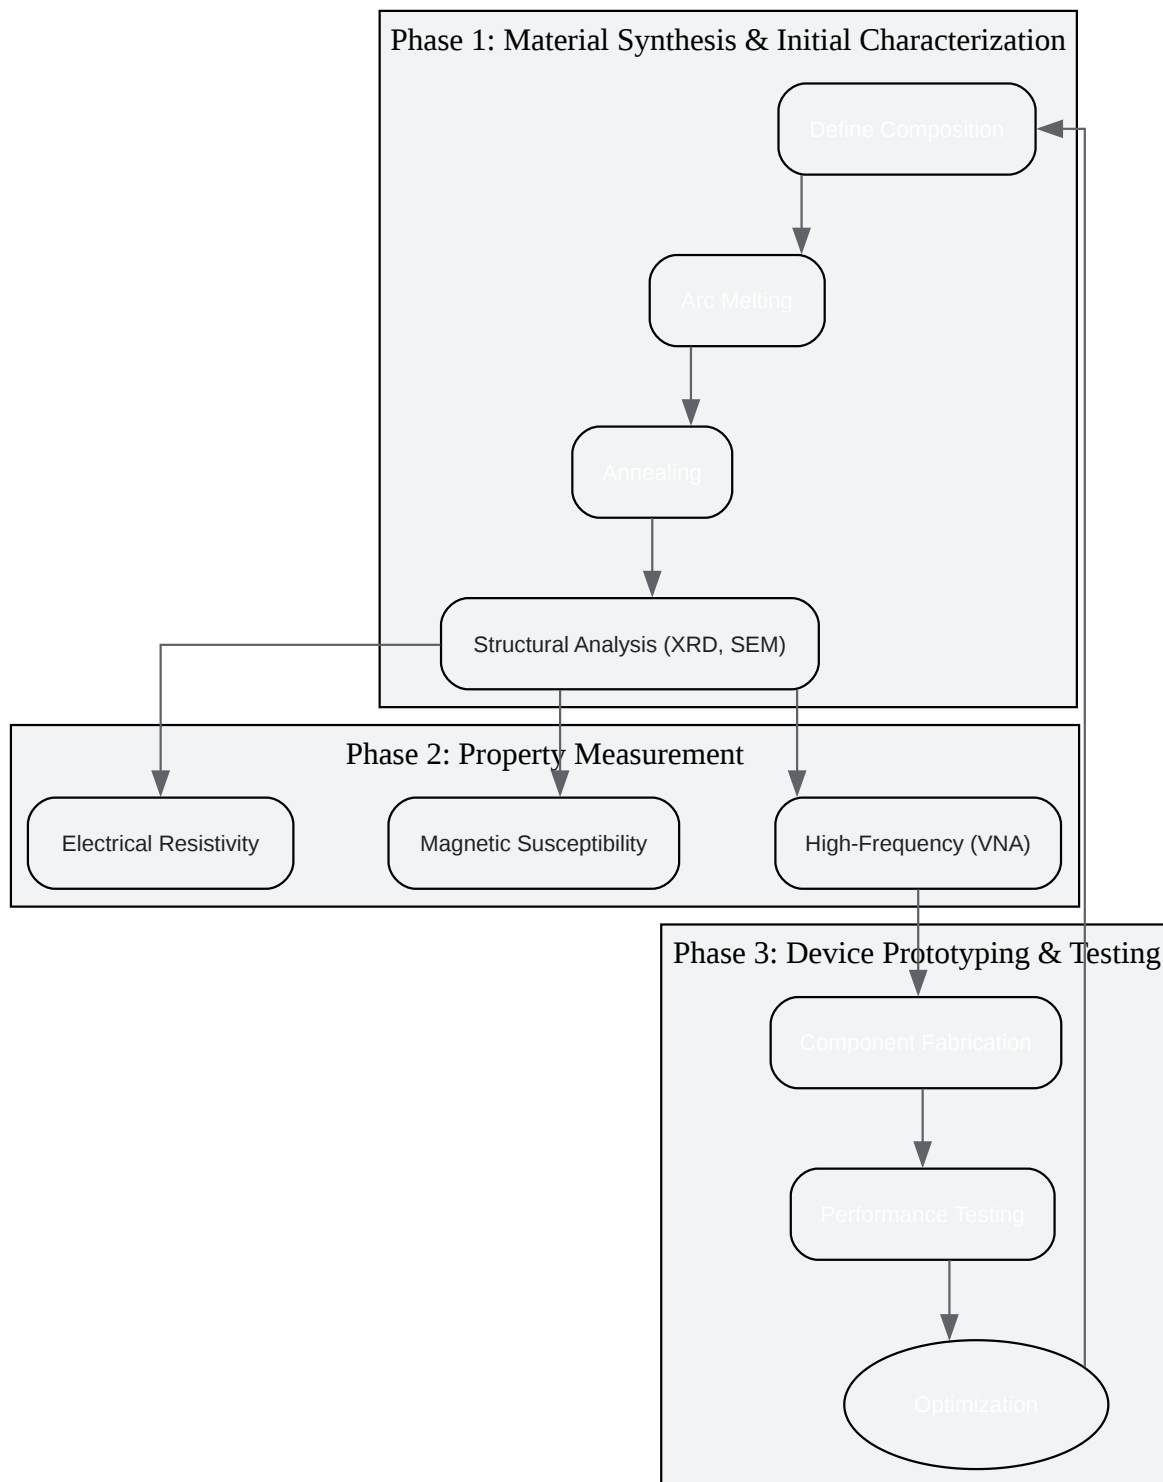 Phase 1: Material Synthesis & Initial Characterization
Define Composition
Arc Melting
Annealing
Structural Analysis (XRD, SEM)
Phase 2: Property Measurement
Electrical Resistivity
Magnetic Susceptibility
High-Frequency (VNA)
Phase 3: Device Prototyping & Testing
Component Fabrication
Performance Testing
Optimization